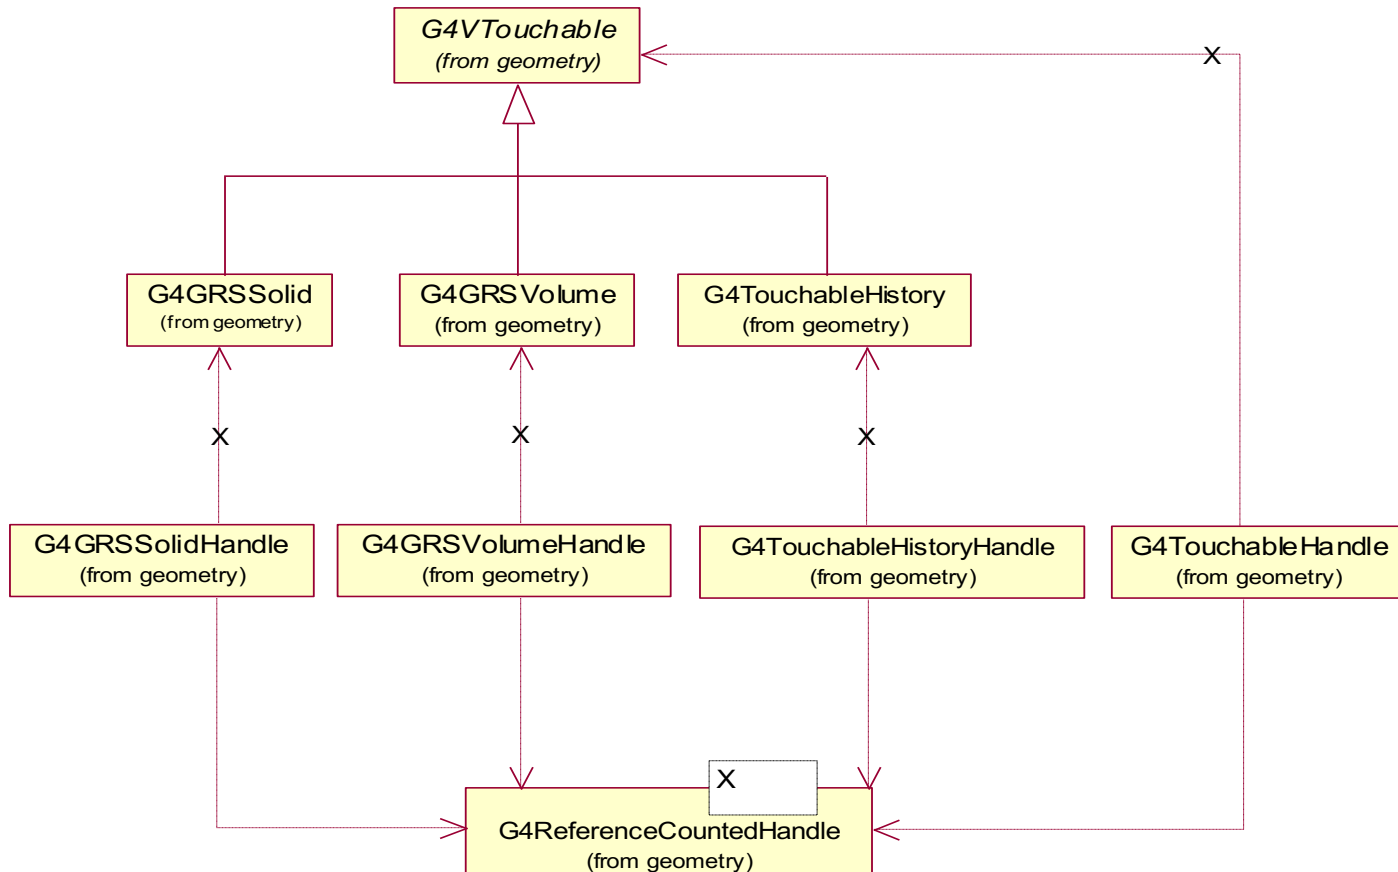 G4VTouchable
(from geometry)
X
G4GRSSolid
(from geometry)
G4GRSVolume
(from geometry)
G4TouchableHistory
(from geometry)
X
X
X
G4GRSSolidHandle
(from geometry)
G4GRSVolumeHandle
(from geometry)
G4TouchableHistoryHandle
(from geometry)
G4TouchableHandle
(from geometry)
X
G4ReferenceCountedHandle
(from geometry)